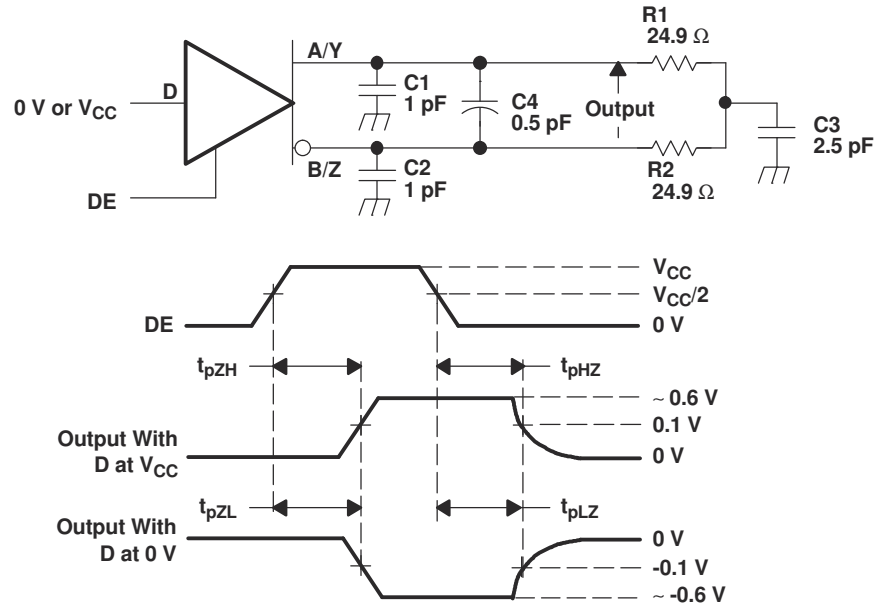 R1
24.9 Ω
A/Y
D
0 V or VCC
C1
1 pF
C4
0.5 pF
Output
C3
2.5 pF
B/Z
C2
1 pF
R2
24.9 Ω
DE
VCC
VCC/2
DE
0 V
tpZH
tpHZ
~ 0.6 V
0.1 V
Output With
D at VCC
0 V
tpZL
tpLZ
Output With
D at 0 V
0 V
-0.1 V
~ -0.6 V